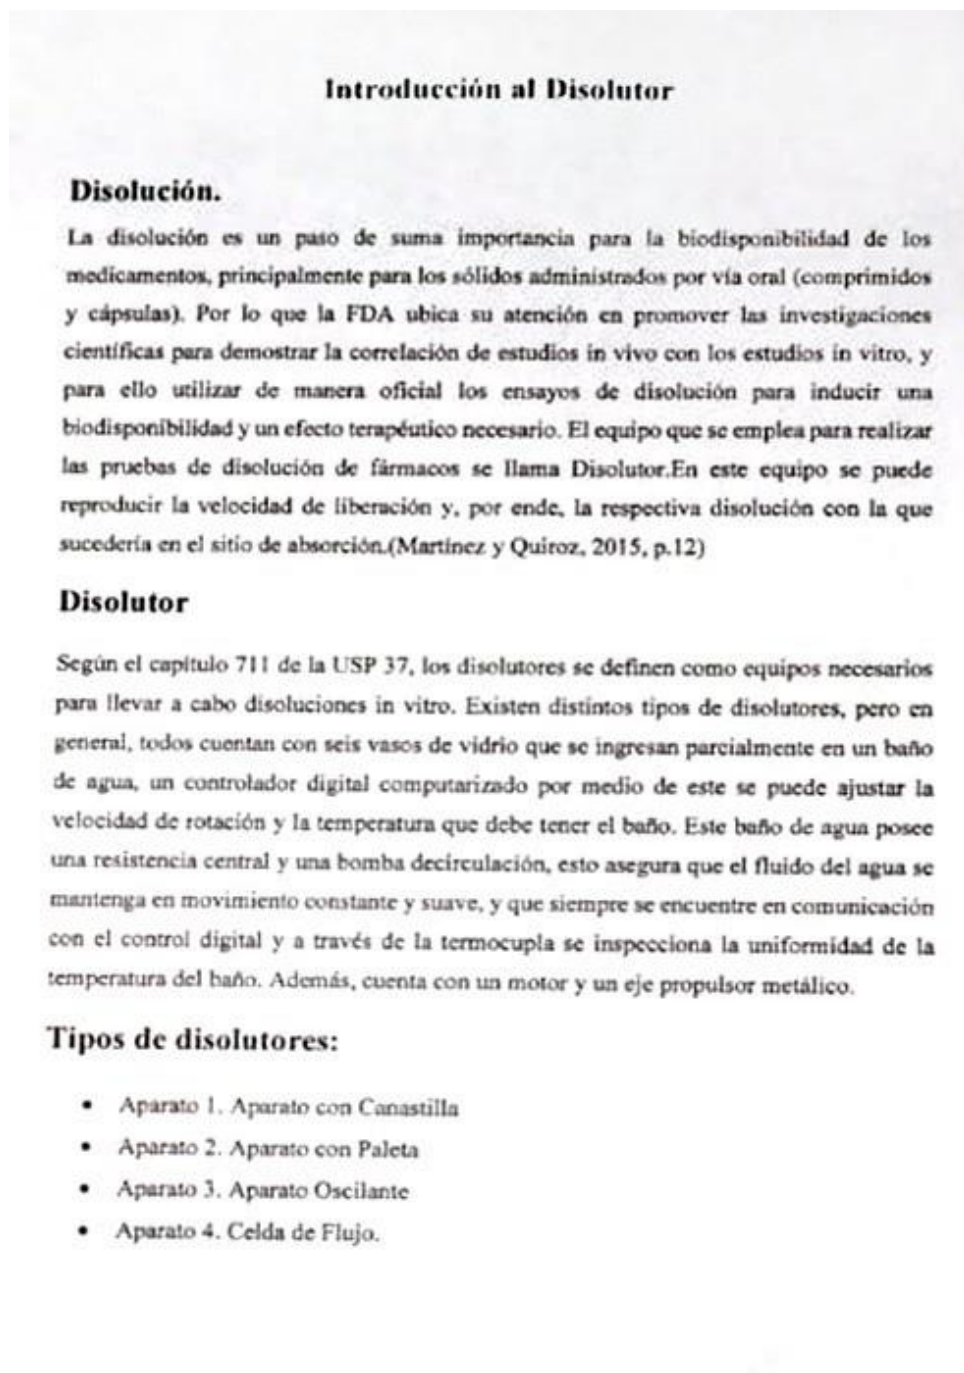 Introducción al Disolutor
Disolución.
La disolución es un paso de suma importancia para la biodisponibilidad de los
medicamentos, principalmente para los sólidos administrados por vía oral (comprimidos
y cápsulas). Por lo que la FDA ubica su atención en promover las investigaciones
científicas para demostrar la correlación de estudios in vivo con los estudios in vitro, y
para ello utilizar de manera oficial los ensayos de disolución para inducir una
biodisponibilidad y un efecto terapéutico necesario. El equipo que se emplea para realizar
las pruebas de disolución de fármacos se llama Disolutor.En este equipo se puede
reproducir la velocidad de liberación y, por ende, la respectiva disolución con la que
sucedería en el sitio de absorción.(Martínez y Quiroz, 2015, p.12)
Disolutor
Según el capítulo 711 de la USP 37, los disolutores se definen como equipos necesarios
para llevar a cabo disoluciones in vitro. Existen distintos tipos de disolutores, pero en
general, todos cuentan con seis vasos de vidrio que se ingresan parcialmente en un baño
de agua, un controlador digital computarizado por medio de este se puede ajustar la
velocidad de rotación y la temperatura que debe tener el baño. Este baño de agua posee
una resistencia central y una bomba decirculación, esto asegura que el fluido del agua se
mantenga en movimiento constante y suave, y que siempre se encuentre en comunicación
con el control digital y a través de la termocupla se inspecciona la uniformidad de la
temperatura del baño. Además, cuenta con un motor y un eje propulsor metálico.
Tipos de disolutores:
• Aparato 1. Aparato con Canastilla
• Aparato 2. Aparato con Paleta
• Aparato 3. Aparato Oscilante
• Aparato 4. Celda de Flujo.